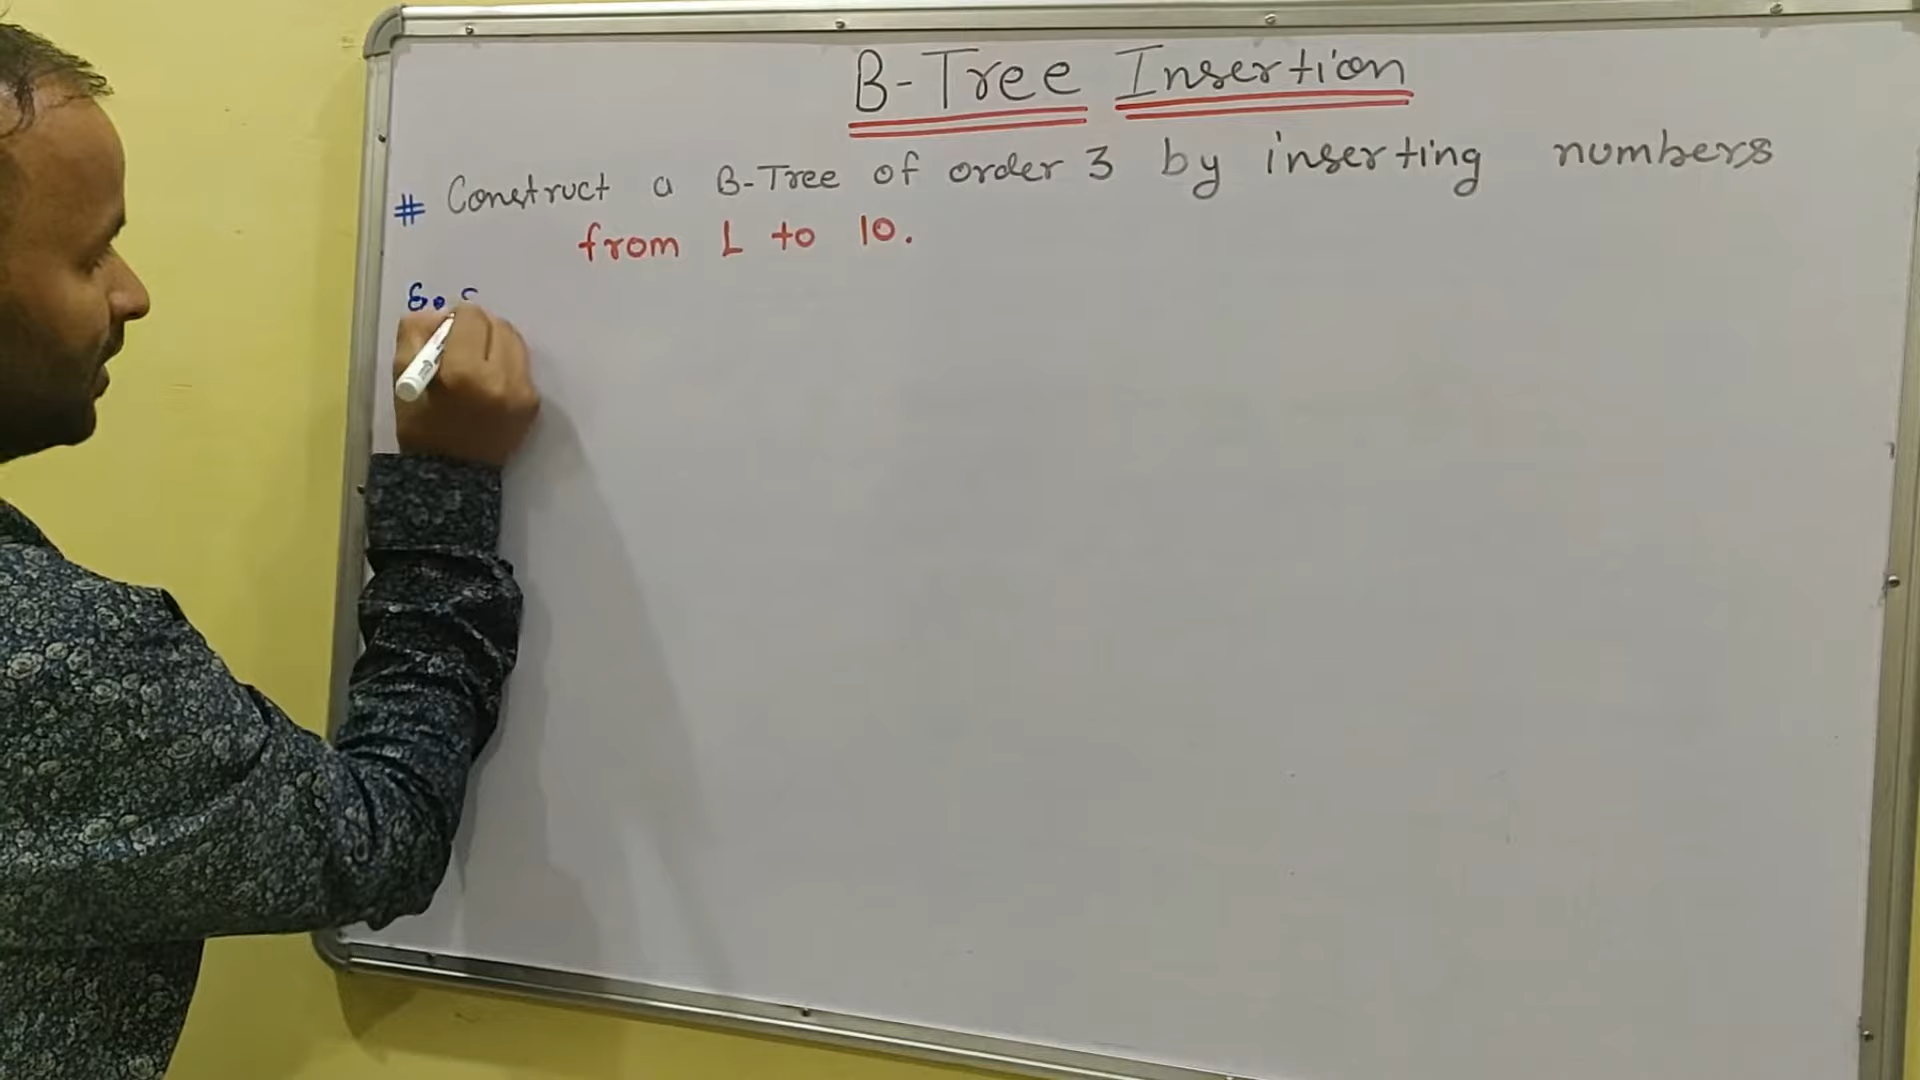 B-Tree Insertion
# Construct a B-Tree of order 3 by inserting numbers
from 1 to 10.